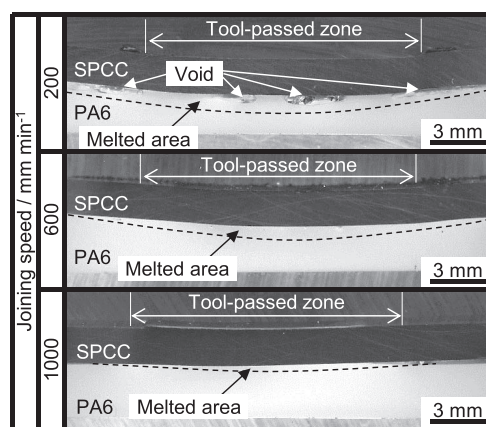 Joining speed / mm min⁻¹
200
Tool-passed zone
SPCC
Void
PA6
Melted area
3 mm
600
Tool-passed zone
SPCC
PA6
Melted area
3 mm
1000
Tool-passed zone
SPCC
PA6
Melted area
3 mm